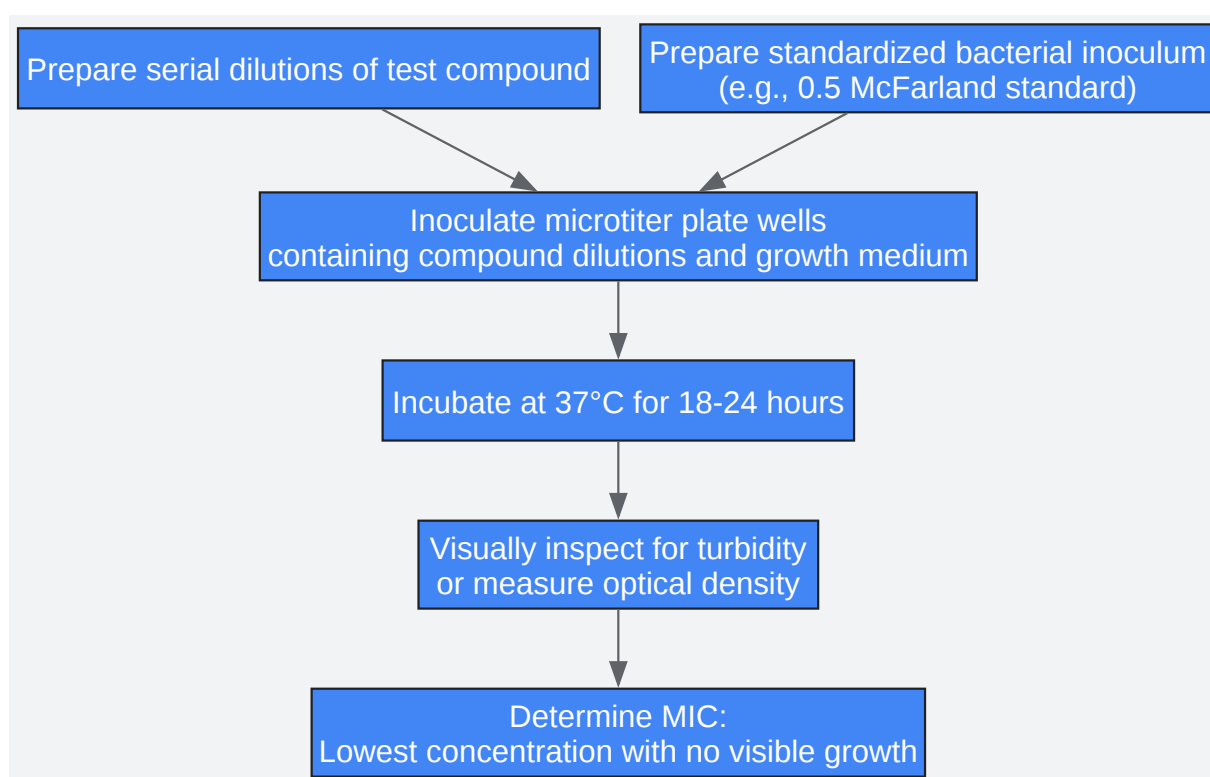 Prepare serial dilutions of test compound
Prepare standardized bacterial inoculum
(e.g., 0.5 McFarland standard)
Inoculate microtiter plate wells
containing compound dilutions and growth medium
Incubate at 37°C for 18-24 hours
Visually inspect for turbidity
or measure optical density
Determine MIC:
Lowest concentration with no visible growth